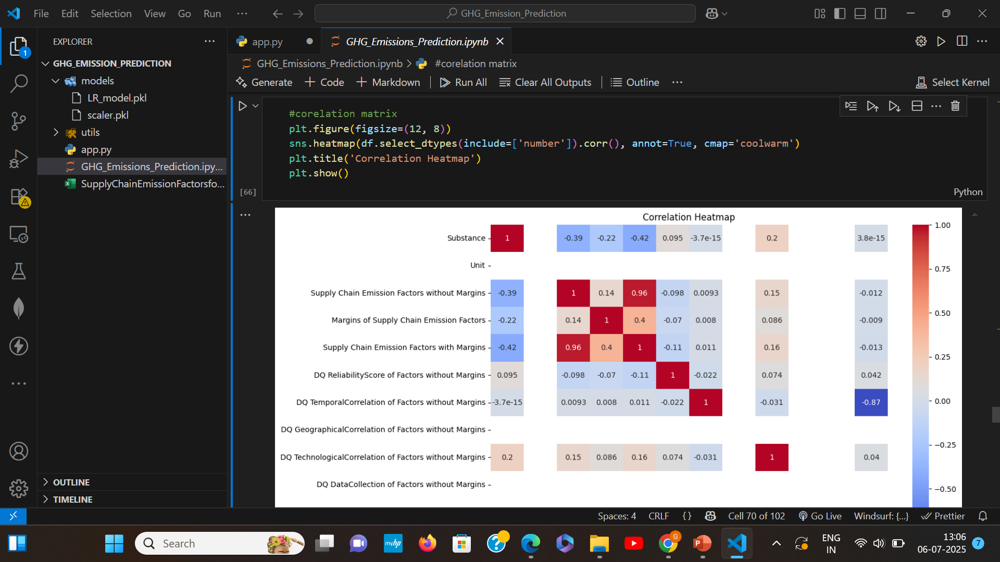 File Edit Selection View Go Run ···
GHG_Emission_Prediction
EXPLORER
1
GHG_EMISSION_PREDICTION
models
LR_model.pkl
scaler.pkl
utils
app.py
GHG_Emissions_Prediction.ipy...
SupplyChainEmissionFactorsfo...
OUTLINE
TIMELINE
app.py
GHG_Emissions_Prediction.ipynb
GHG_Emissions_Prediction.ipynb > #corelation matrix
Generate + Code + Markdown Run All Clear All Outputs Outline ··· Select Kernel
#corelation matrix
plt.figure(figsize=(12, 8))
sns.heatmap(df.select_dtypes(include=['number']).corr(), annot=True, cmap='coolwarm')
plt.title('Correlation Heatmap')
plt.show()
[66]
Python
Correlation Heatmap
Substance 1 -0.39 -0.22 -0.42 0.095 -3.7e-15 0.2 3.8e-15
Unit
Supply Chain Emission Factors without Margins -0.39 1 0.14 0.96 -0.098 0.0093 0.15 -0.012
Margins of Supply Chain Emission Factors -0.22 0.14 1 0.4 -0.07 0.008 0.086 -0.009
Supply Chain Emission Factors with Margins -0.42 0.96 0.4 1 -0.11 0.011 0.16 -0.013
DQ ReliabilityScore of Factors without Margins 0.095 -0.098 -0.07 -0.11 1 -0.022 0.074 0.042
DQ TemporalCorrelation of Factors without Margins -3.7e-15 0.0093 0.008 0.011 -0.022 1 -0.031 -0.87
DQ GeographicalCorrelation of Factors without Margins
DQ TechnologicalCorrelation of Factors without Margins 0.2 0.15 0.086 0.16 0.074 -0.031 1 0.04
DQ DataCollection of Factors without Margins
1.00
0.75
0.50
0.25
0.00
−0.25
−0.50
Spaces: 4 CRLF {} Cell 70 of 102 Go Live Windsurf: {...} Prettier
Search
myhp
?
G
P
ENG
IN
13:06
06-07-2025
7